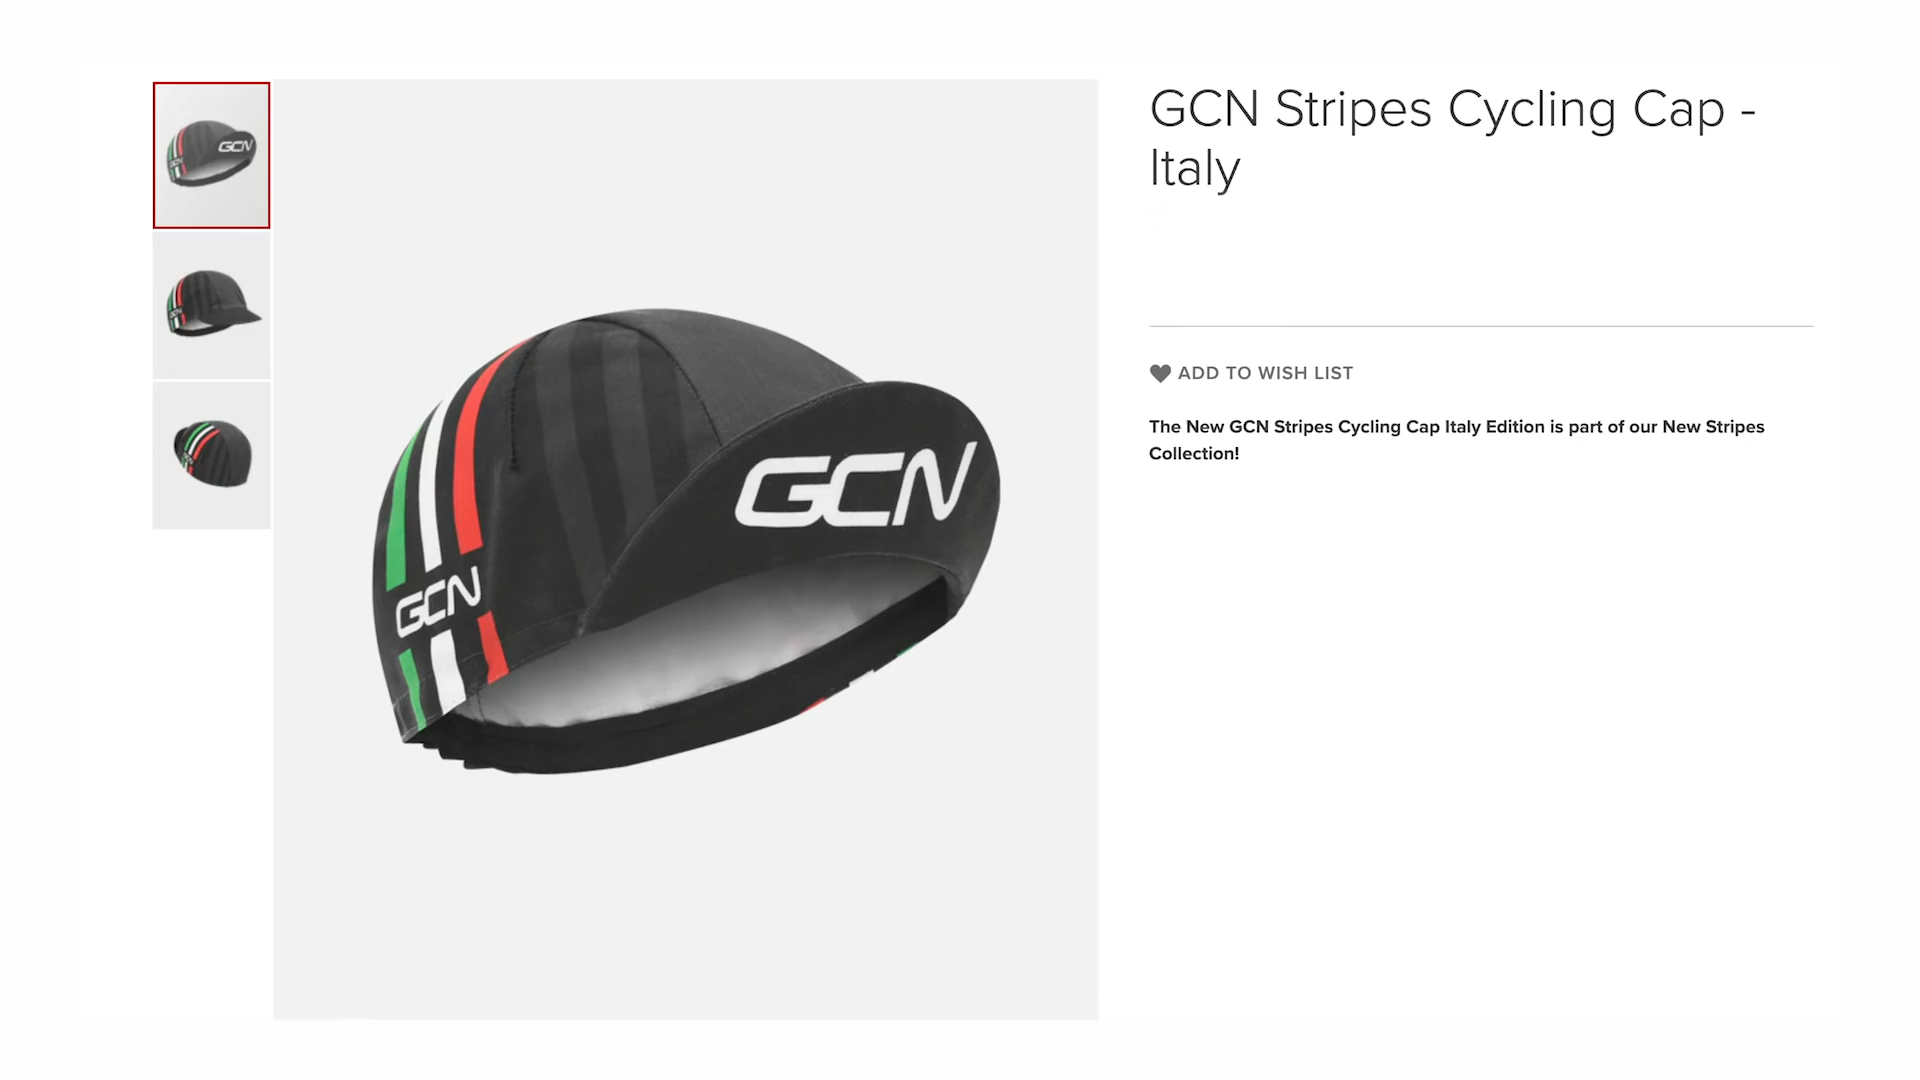 GCN Stripes Cycling Cap -
Italy
ADD TO WISH LIST
The New GCN Stripes Cycling Cap Italy Edition is part of our New Stripes
Collection!
GCN
GCN
GCN
GCN